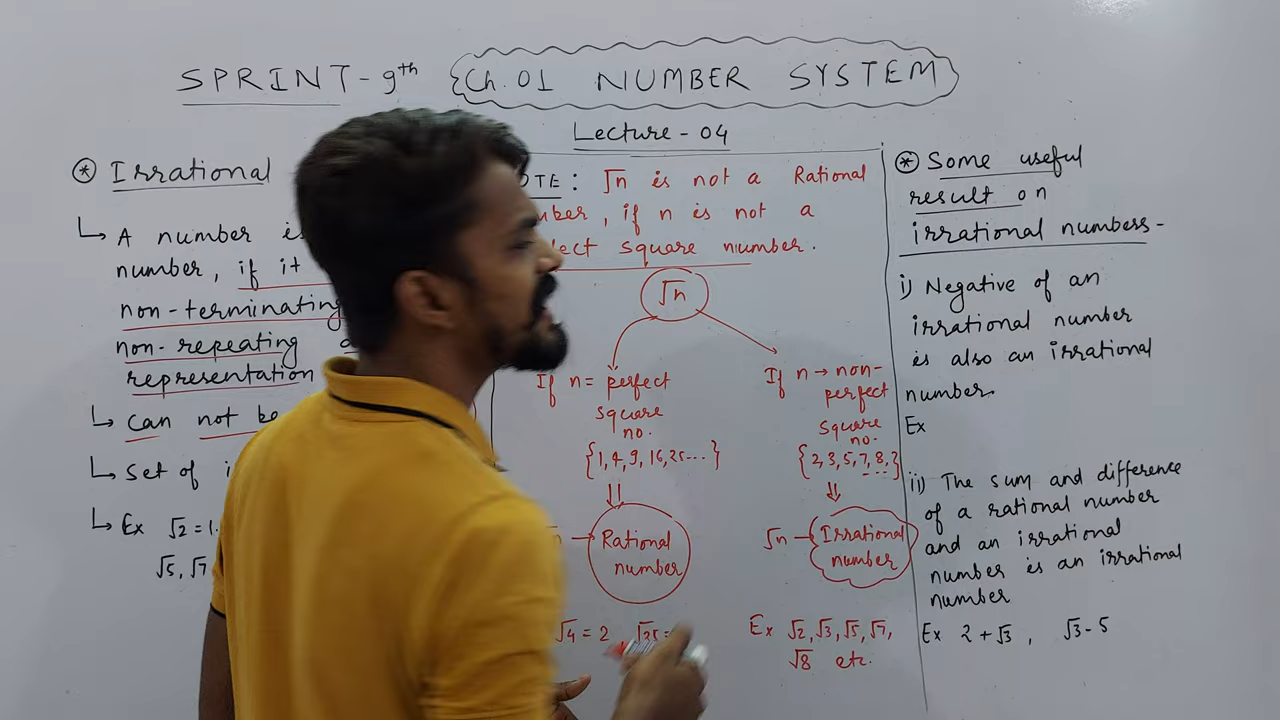 SPRINT-9th Ch.01 NUMBER SYSTEM
Lecture-04
* Irrational
↳ A number
number, if it
non-terminating
non-repeating
representation
↳ Can not be
↳ Set of
↳ Ex √2=1.
√5, √7
: √n is not a Rational
, if n is not a
square number.
√n
If n = perfect
square
no.
{1,4,9,16,25...}
⇓
→ Rational
number
√4 = 2
If n → non-
perfect
square
no.
{2,3,5,7,8,}
⇓
√n → Irrational
number
Ex √2, √3, √5, √7,
√8 etc.
* Some useful
result on
irrational numbess-
i) Negative of an
irrational number
is also an irrational
number.
Ex
ii) The sum and difference
of a rational number
and an irrational
number is an irrational
number
Ex 2+√3 , √3-5